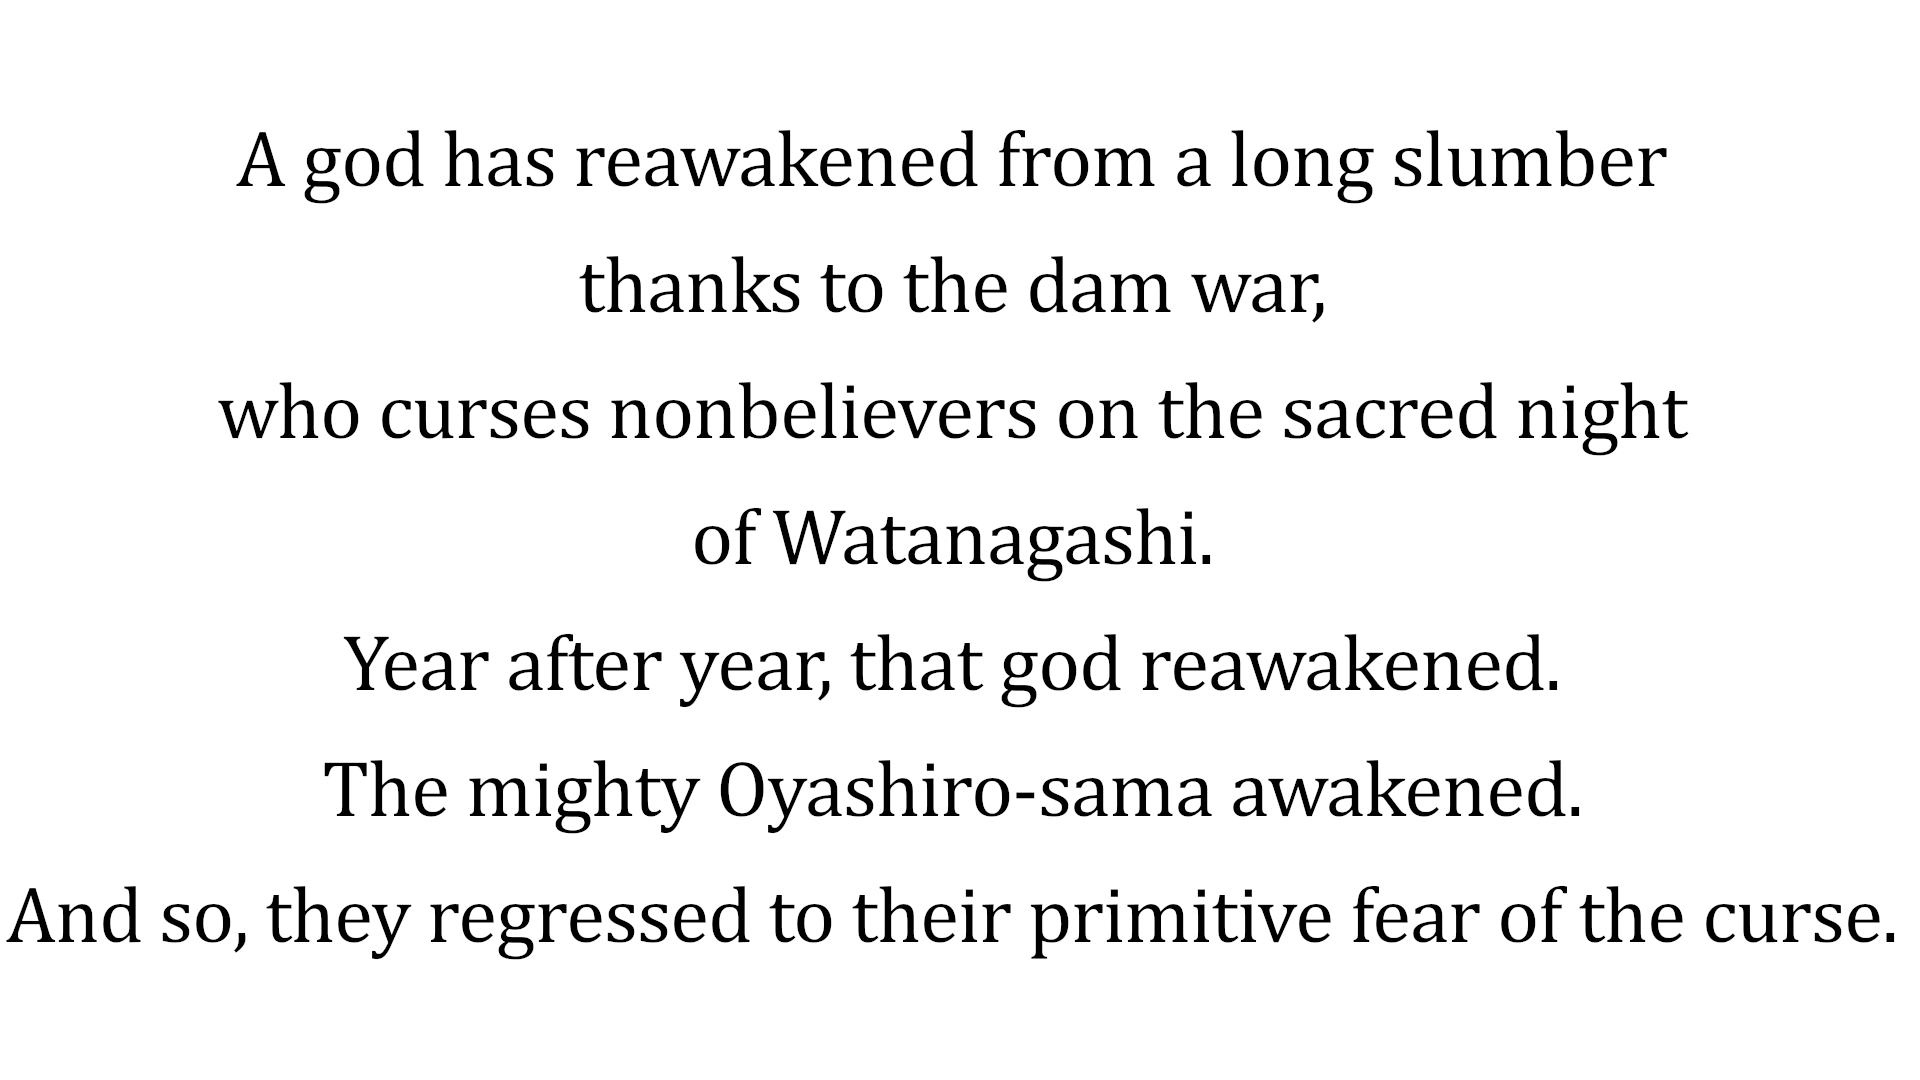 A god has reawakened from a long slumber
thanks to the dam war,
who curses nonbelievers on the sacred night
of Watanagashi.
Year after year, that god reawakened.
The mighty Oyashiro-sama awakened.
And so, they regressed to their primitive fear of the curse.